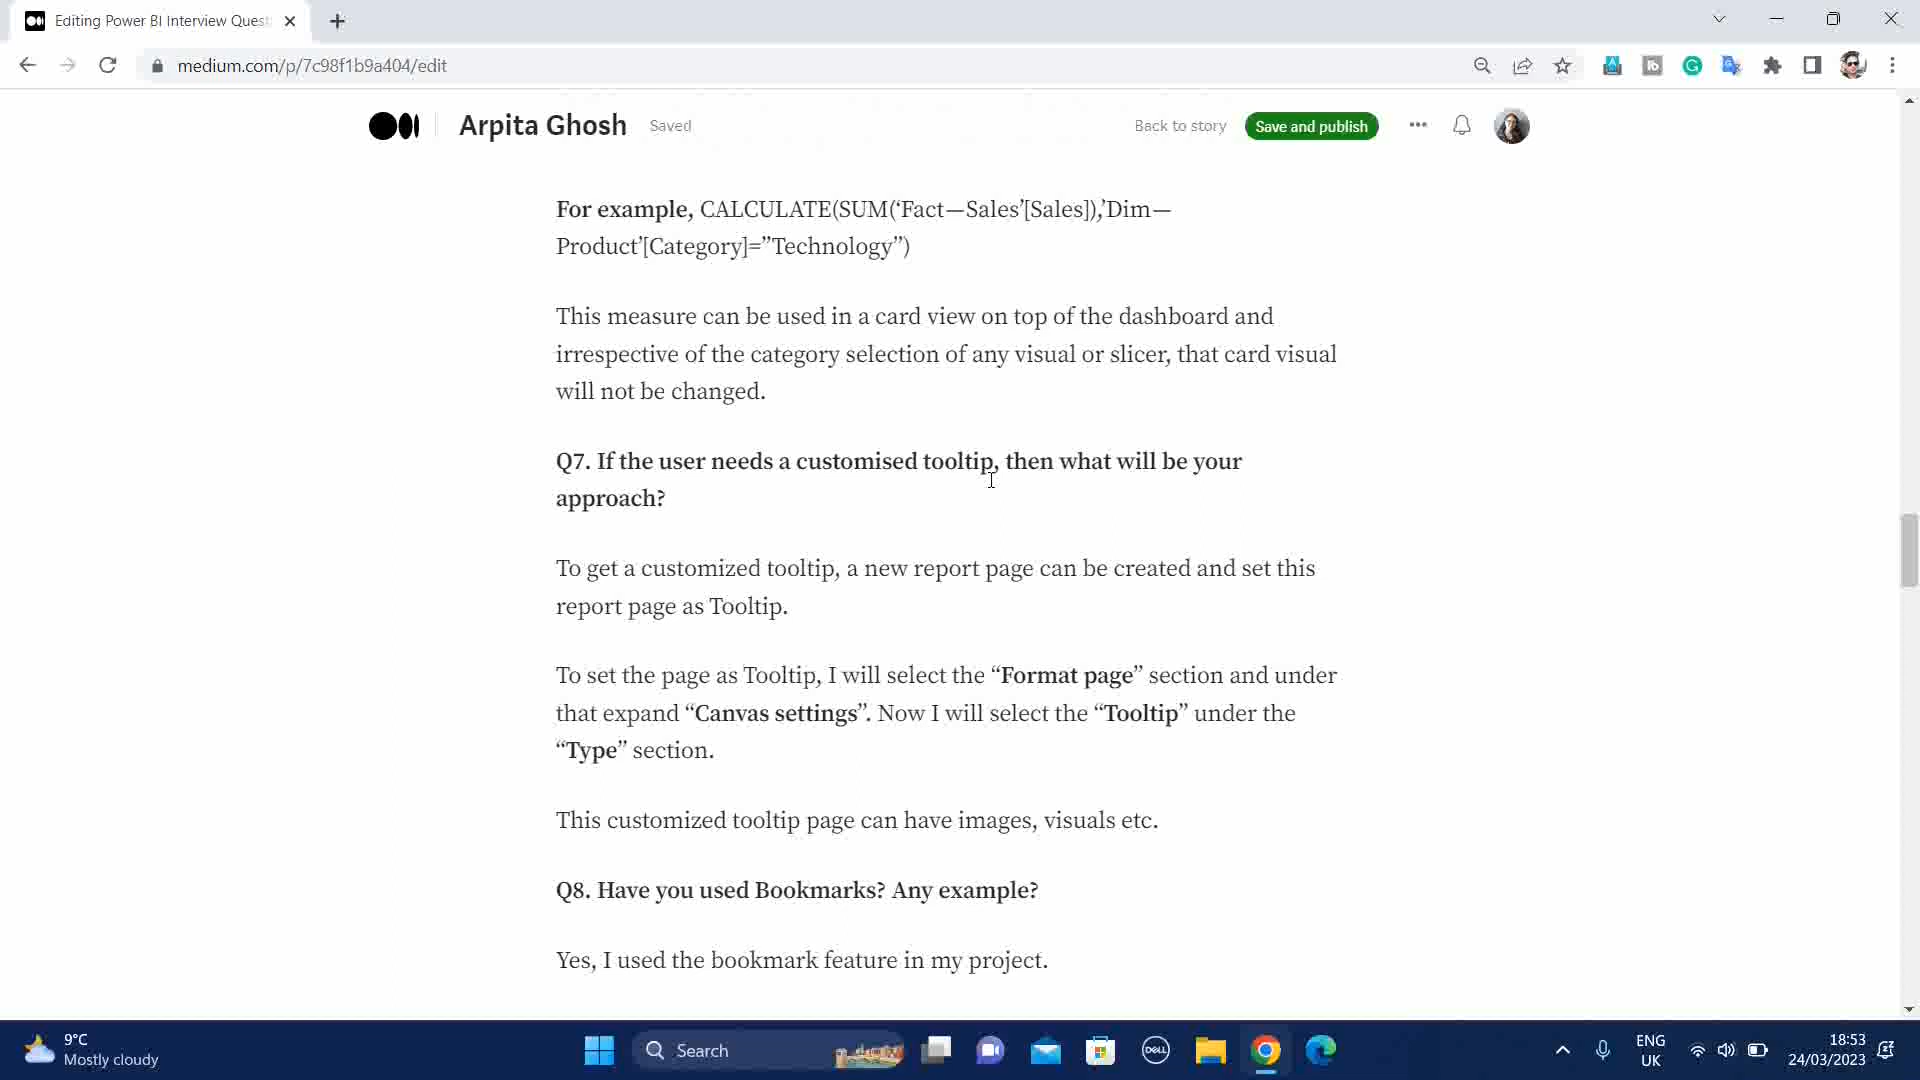 Editing Power BI Interview Quest
medium.com/p/7c98f1b9a404/edit
Arpita Ghosh
Saved
Back to story
Save and publish
For example, CALCULATE(SUM(‘Fact—Sales’[Sales]),’Dim—
Product’[Category]=”Technology”)
This measure can be used in a card view on top of the dashboard and
irrespective of the category selection of any visual or slicer, that card visual
will not be changed.
Q7. If the user needs a customised tooltip, then what will be your
approach?
To get a customized tooltip, a new report page can be created and set this
report page as Tooltip.
To set the page as Tooltip, I will select the “Format page” section and under
that expand “Canvas settings”. Now I will select the “Tooltip” under the
“Type” section.
This customized tooltip page can have images, visuals etc.
Q8. Have you used Bookmarks? Any example?
Yes, I used the bookmark feature in my project.
9°C
Mostly cloudy
Search
DELL
ENG
UK
18:53
24/03/2023